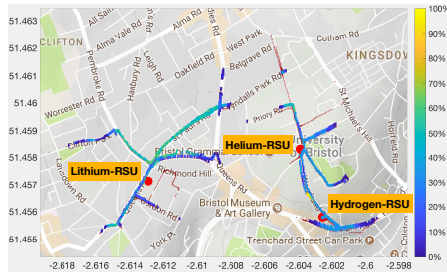 51.463
51.462
51.461
51.46
51.459
51.458
51.457
51.456
51.455
-2.618
-2.616
-2.614
-2.612
-2.61
-2.608
-2.606
-2.604
-2.602
-2.6
-2.598
100%
90%
80%
70%
60%
50%
40%
30%
20%
10%
0%
CLIFTON
Alma Vale Rd
Alma Rd
Pembroke Rd
Hanbury Rd
Leigh Rd
Oakfield Rd
West Park
Belgrave Rd
Tyndalls Park Rd
Cotham Rd
KINGSDOW
Worcester Rd
Clifton Park
Lansdown Rd
Priory Rd
St Michael's Hill
Horfield Rd
Helium-RSU
University
of Bristol
Bristol Grammar
Lithium-RSU
Richmond Hill
Queens Rd
Bristol Museum
& Art Gallery
Hydrogen-RSU
York Pl
Trenchard Street Car Park